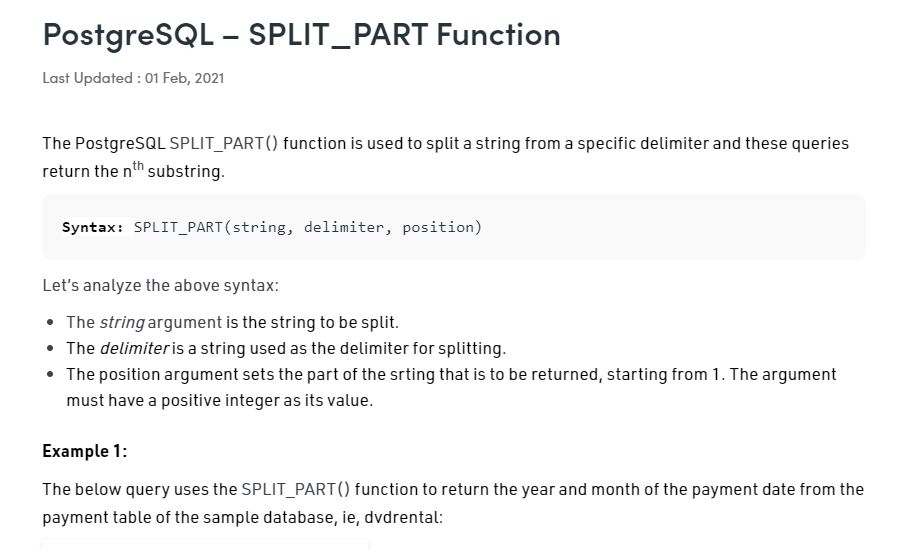 PostgreSQL – SPLIT_PART Function
Last Updated : 01 Feb, 2021
The PostgreSQL SPLIT_PART() function is used to split a string from a specific delimiter and these queries
return the nth substring.
Syntax: SPLIT_PART(string, delimiter, position)
Let's analyze the above syntax:
• The string argument is the string to be split.
• The delimiter is a string used as the delimiter for splitting.
• The position argument sets the part of the srting that is to be returned, starting from 1. The argument
must have a positive integer as its value.
Example 1:
The below query uses the SPLIT_PART() function to return the year and month of the payment date from the
payment table of the sample database, ie, dvdrental: